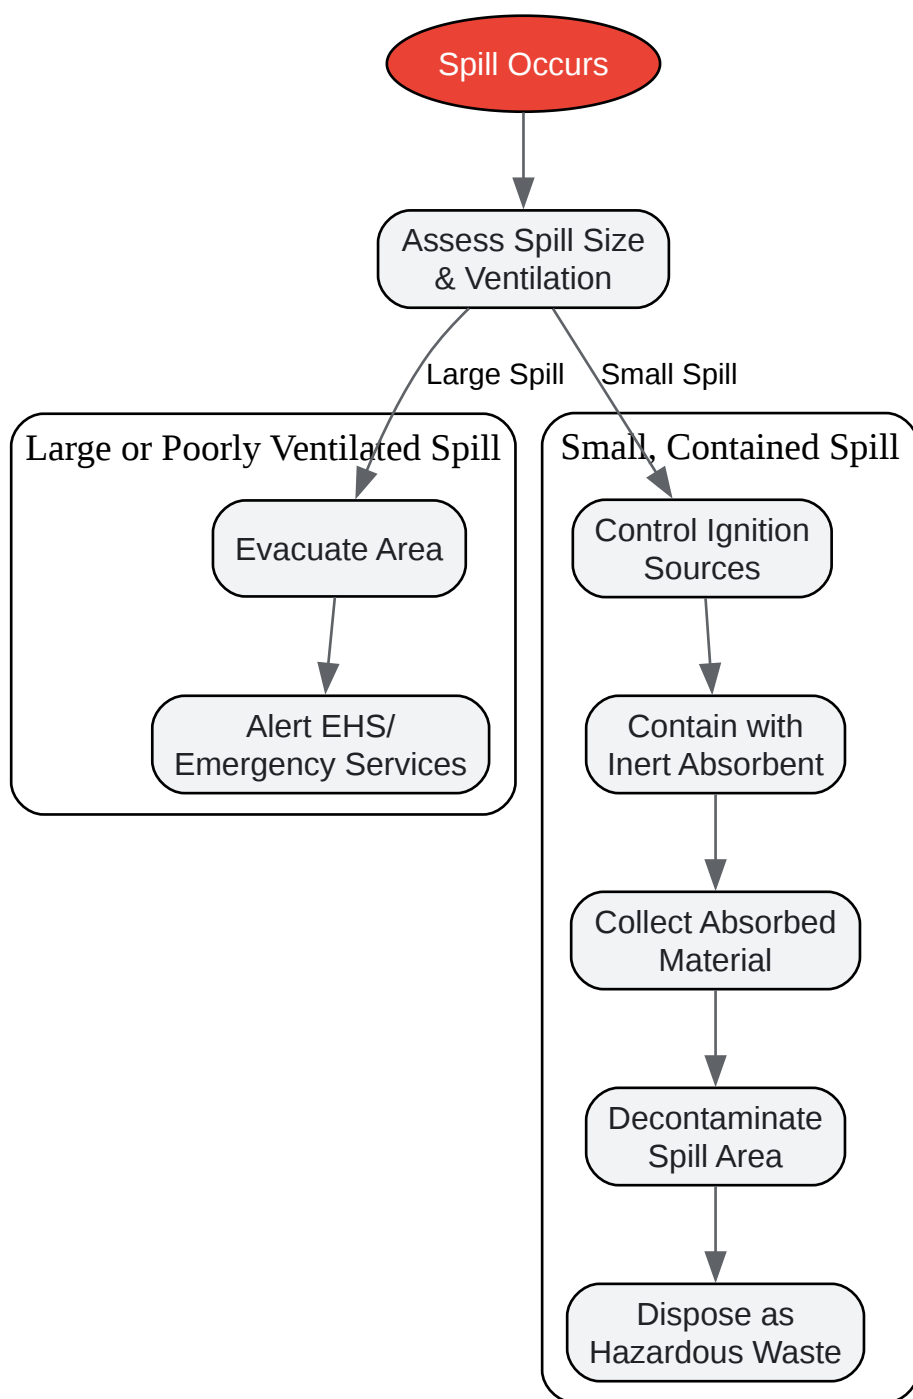 Spill Occurs
Assess Spill Size
& Ventilation
Large Spill
Small Spill
Large or Poorly Ventilated Spill
Evacuate Area
Alert EHS/
Emergency Services
Small, Contained Spill
Control Ignition
Sources
Contain with
Inert Absorbent
Collect Absorbed
Material
Decontaminate
Spill Area
Dispose as
Hazardous Waste